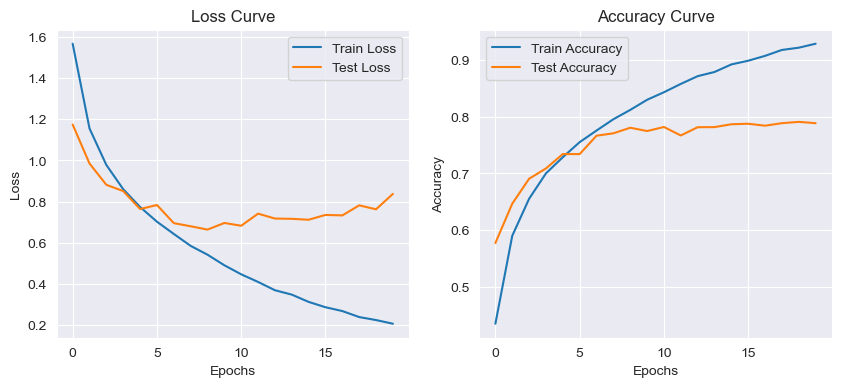 Loss Curve
1.6
1.4
1.2
1.0
0.8
0.6
0.4
0.2
Loss
0
5
10
15
Epochs
Train Loss
Test Loss
Accuracy Curve
0.9
0.8
0.7
0.6
0.5
Accuracy
0
5
10
15
Epochs
Train Accuracy
Test Accuracy